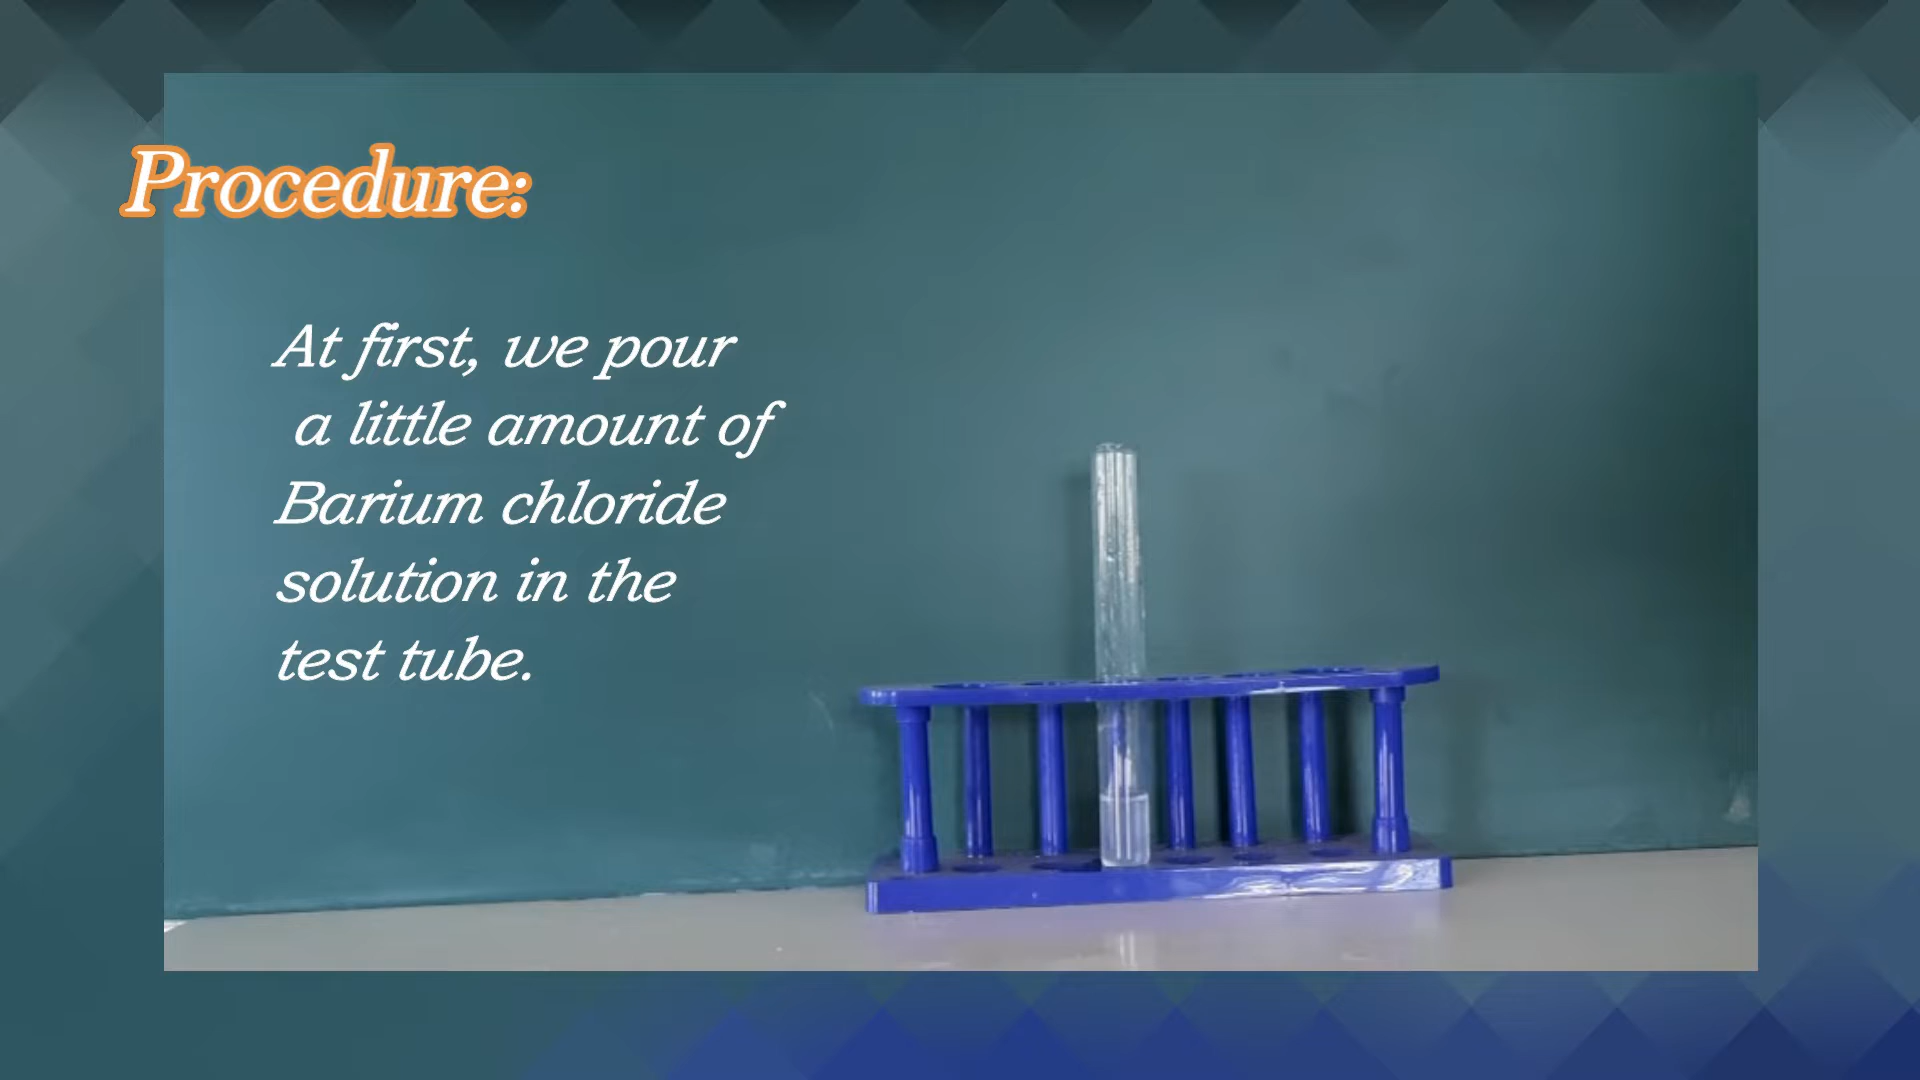 Procedure:
At first, we pour
a little amount of
Barium chloride
solution in the
test tube.